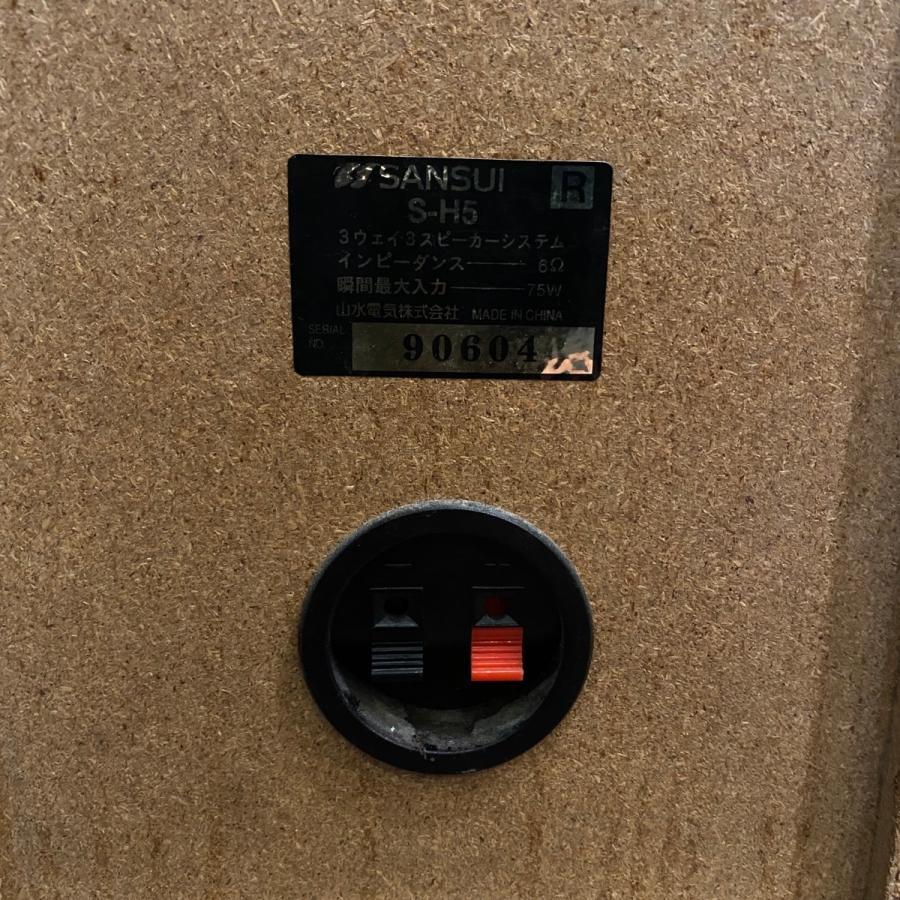 SANSUI R
S-H5
3ウェイ3スピーカーシステム
インピーダンス 6Ω
瞬間最大入力 75W
山水電気株式会社 MADE IN CHINA
SERIAL
NO.